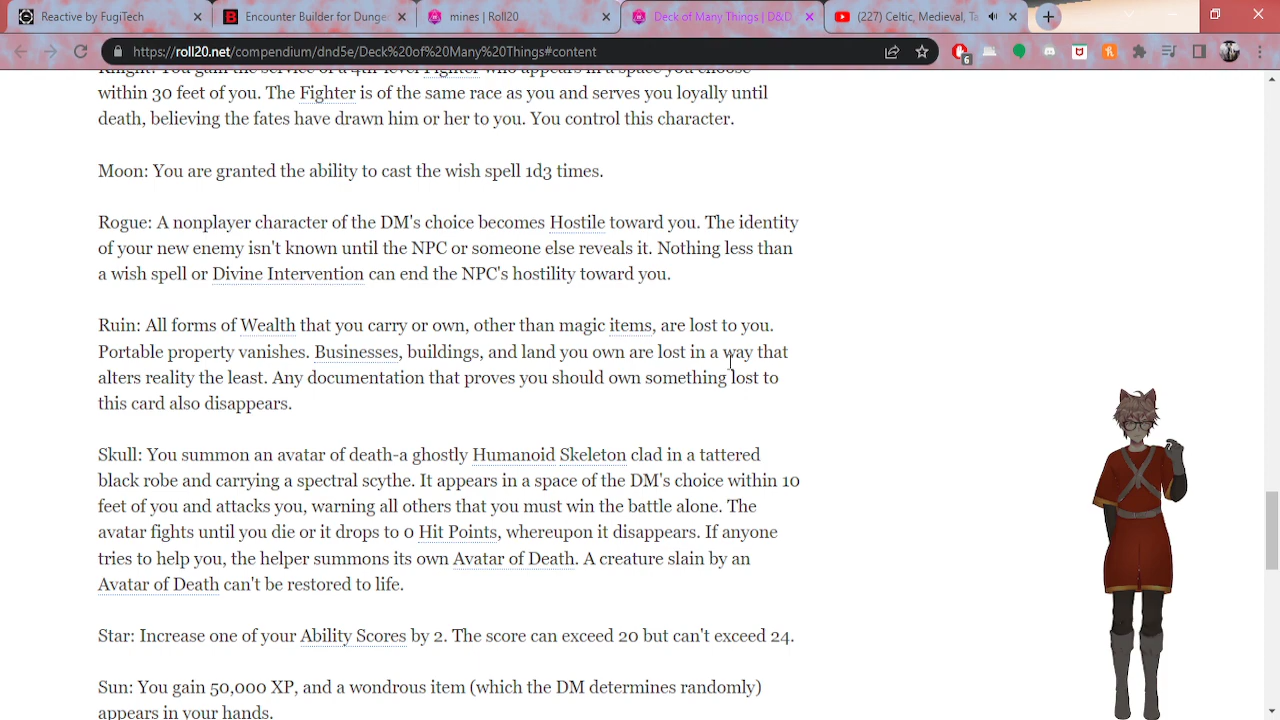 Reactive by FugiTech
Encounter Builder for Dunge
mines | Roll20
Deck of Many Things | D&D
(227) Celtic, Medieval, Ta
https://roll20.net/compendium/dnd5e/Deck%20of%20Many%20Things#content
6
Knight: You gain the service of a 4th-level Fighter who appears in a space you choose
within 30 feet of you. The Fighter is of the same race as you and serves you loyally until
death, believing the fates have drawn him or her to you. You control this character.
Moon: You are granted the ability to cast the wish spell 1d3 times.
Rogue: A nonplayer character of the DM's choice becomes Hostile toward you. The identity
of your new enemy isn't known until the NPC or someone else reveals it. Nothing less than
a wish spell or Divine Intervention can end the NPC's hostility toward you.
Ruin: All forms of Wealth that you carry or own, other than magic items, are lost to you.
Portable property vanishes. Businesses, buildings, and land you own are lost in a way that
alters reality the least. Any documentation that proves you should own something lost to
this card also disappears.
Skull: You summon an avatar of death-a ghostly Humanoid Skeleton clad in a tattered
black robe and carrying a spectral scythe. It appears in a space of the DM's choice within 10
feet of you and attacks you, warning all others that you must win the battle alone. The
avatar fights until you die or it drops to 0 Hit Points, whereupon it disappears. If anyone
tries to help you, the helper summons its own Avatar of Death. A creature slain by an
Avatar of Death can't be restored to life.
Star: Increase one of your Ability Scores by 2. The score can exceed 20 but can't exceed 24.
Sun: You gain 50,000 XP, and a wondrous item (which the DM determines randomly)
appears in your hands.